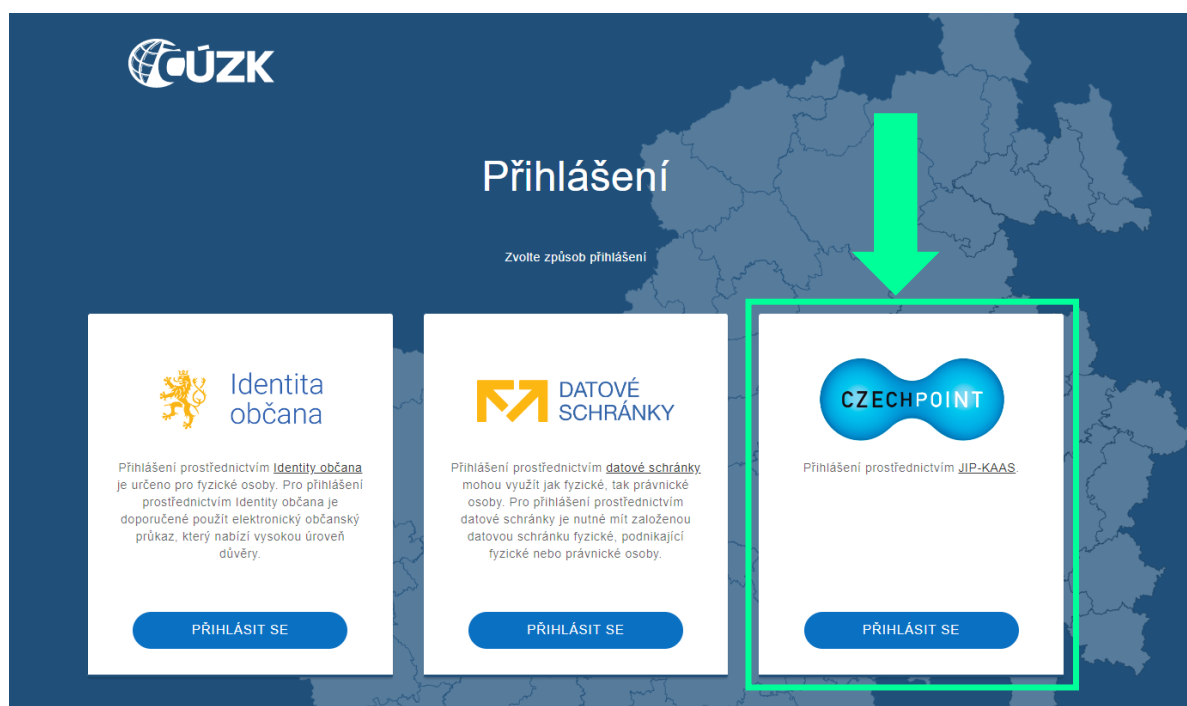 ČÚZK
Přihlášení
Zvolte způsob přihlášení
Identita
občana
Přihlášení prostřednictvím Identity občana
je určeno pro fyzické osoby. Pro přihlášení
prostřednictvím Identity občana je
doporučené použít elektronický občanský
průkaz, který nabízí vysokou úroveň
důvěry.
PŘIHLÁSIT SE
DATOVÉ
SCHRÁNKY
Přihlášení prostřednictvím datové schránky
mohou využít jak fyzické, tak právnické
osoby. Pro přihlášení prostřednictvím
datové schránky je nutné mít založenou
datovou schránku fyzické, podnikající
fyzické nebo právnické osoby.
PŘIHLÁSIT SE
CZECHPOINT
Přihlášení prostřednictvím JIP-KAAS.
PŘIHLÁSIT SE